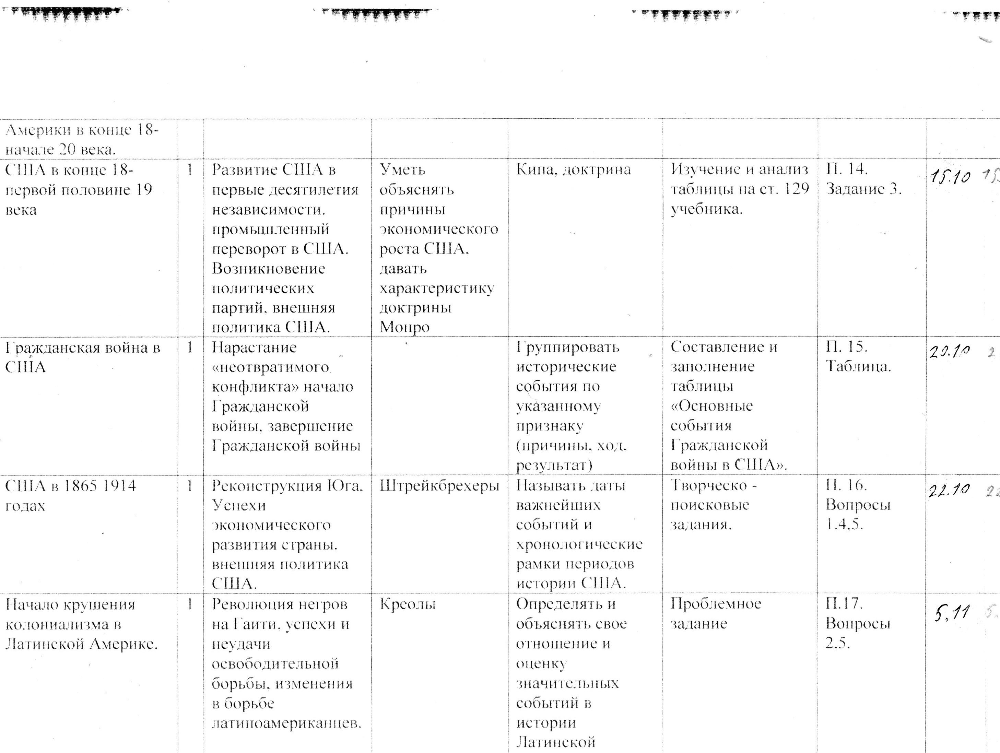 Америки в конце 18-
начале 20 века.
США в конце 18-
первой половине 19
века
1
Развитие США в
первые десятилетия
независимости.
промышленный
переворот в США.
Возникновение
политических
партий, внешняя
политика США.
Уметь
объяснять
причины
экономического
роста США,
давать
характеристику
доктрины
Монро
Кипа, доктрина
Изучение и анализ
таблицы на ст. 129
учебника.
П. 14.
Задание 3.
15.10
Гражданская война в
США
1
Нарастание
«неотвратимого
конфликта» начало
Гражданской
войны, завершение
Гражданской войны
Группировать
исторические
события по
указанному
признаку
(причины, ход,
результат)
Составление и
заполнение
таблицы
«Основные
события
Гражданской
войны в США».
П. 15.
Таблица.
20.10
США в 1865 1914
годах
1
Реконструкция Юга.
Успехи
экономического
развития страны,
внешняя политика
США.
Штрейкбрехеры
Называть даты
важнейших
событий и
хронологические
рамки периодов
истории США.
Творческо -
поисковые
задания.
П. 16.
Вопросы
1,4,5.
22.10
Начало крушения
колониализма в
Латинской Америке.
1
Революция негров
на Гаити, успехи и
неудачи
освободительной
борьбы, изменения
в борьбе
латиноамериканцев.
Креолы
Определять и
объяснять свое
отношение и
оценку
значительных
событий в
истории
Латинской
Проблемное
задание
П.17.
Вопросы
2,5.
5.11